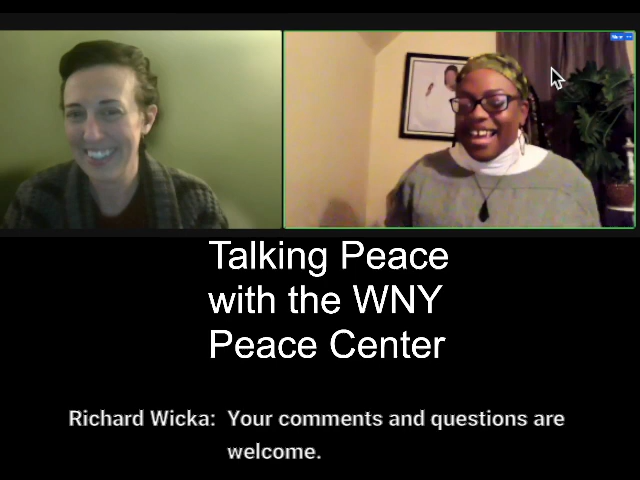 Talking Peace
with the WNY
Peace Center
Richard Wicka: Your comments and questions are
welcome.